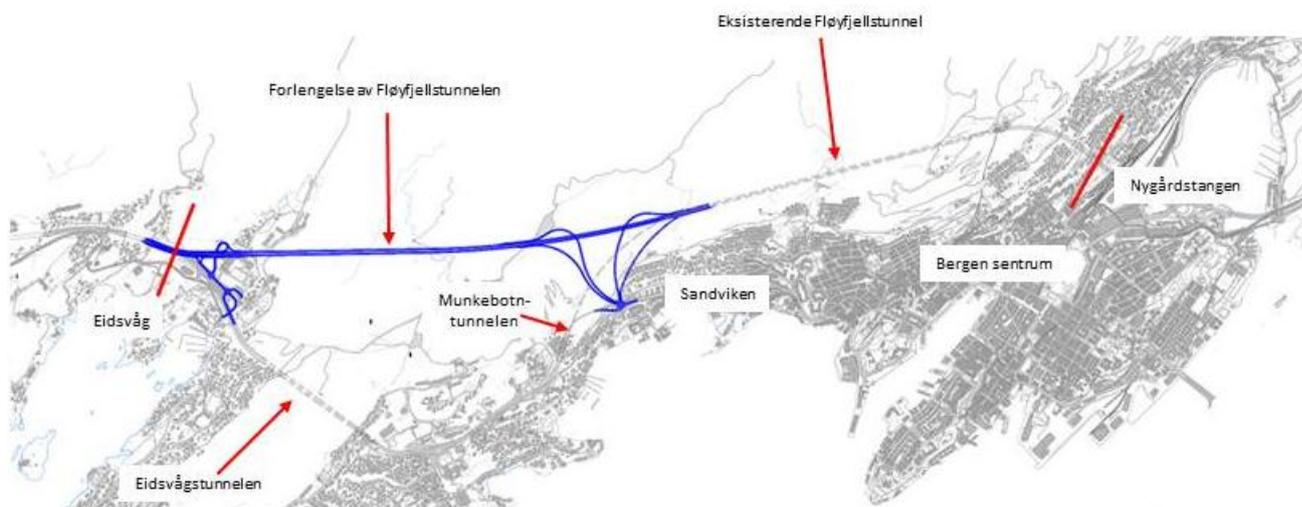 Eksisterende Fløyfjellstunnel
Forlengelse av Fløyfjellstunnelen
Nygårdstangen
Bergen sentrum
Sandviken
Munkebotn-
tunnelen
Eidsvåg
Eidsvågstunnelen